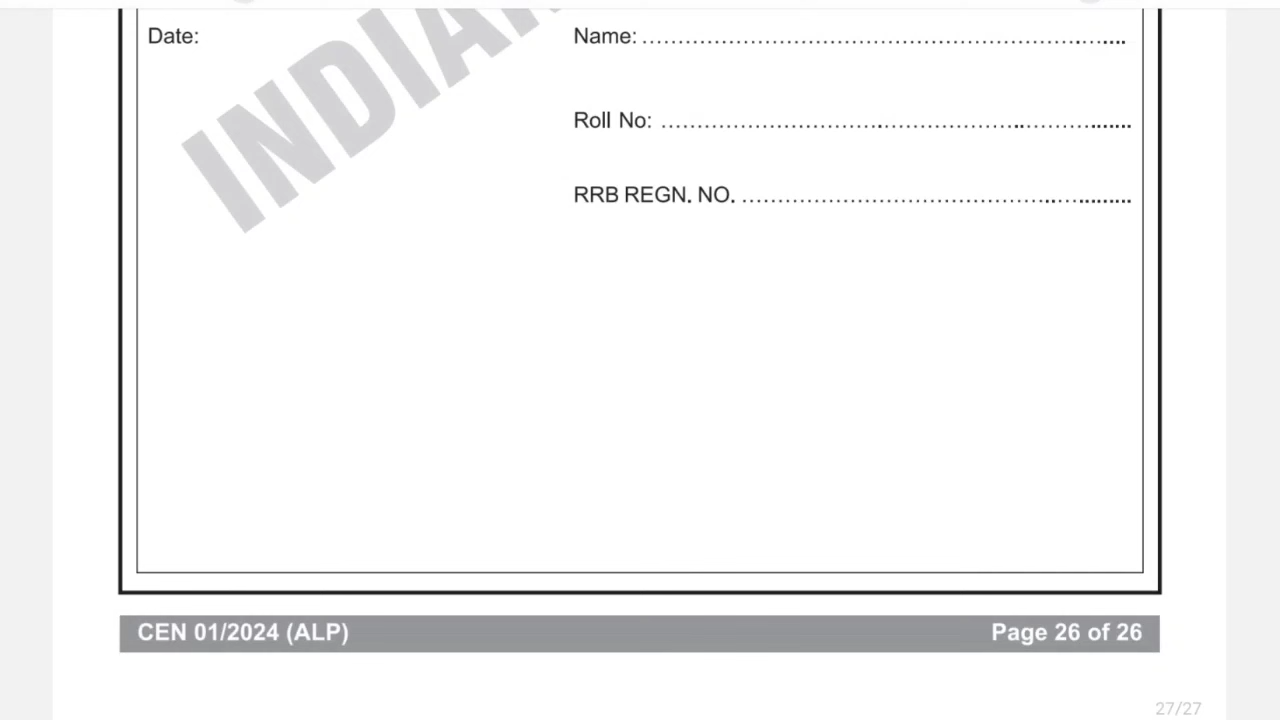 Date:
Name: ........................................................................
Roll No: ........................................................................
RRB REGN. NO. ........................................................................
INDIAN
CEN 01/2024 (ALP)
Page 26 of 26
27/27